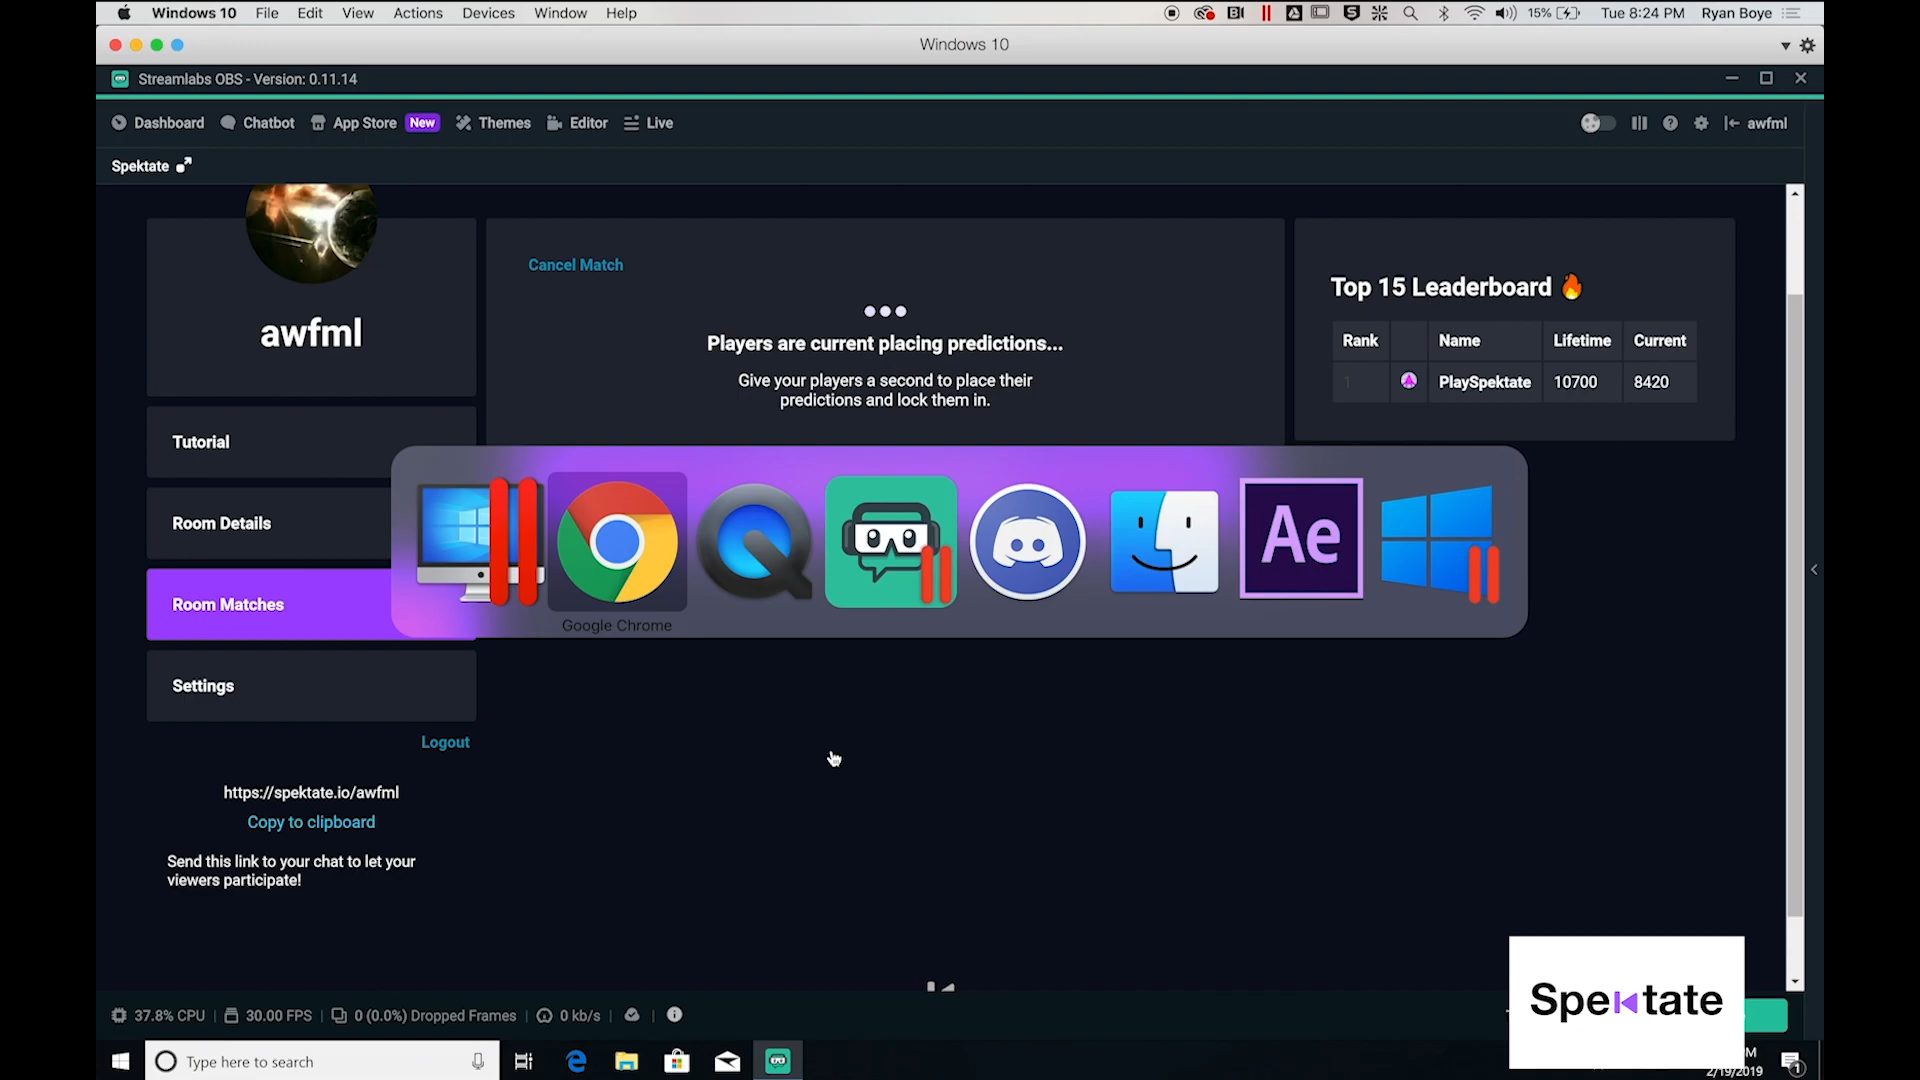 Windows 10 File Edit View Actions Devices Window Help
15% Tue 8:24 PM Ryan Boye
Windows 10
Streamlabs OBS - Version: 0.11.14
Dashboard Chatbot App Store New Themes Editor Live
awfml
Spektate
awfml
Tutorial
Room Details
Room Matches
Settings
Logout
https://spektate.io/awfml
Copy to clipboard
Send this link to your chat to let your
viewers participate!
Cancel Match
Players are current placing predictions...
Give your players a second to place their
predictions and lock them in.
Top 15 Leaderboard
Rank Name Lifetime Current
1 PlaySpektate 10700 8420
Ae
Google Chrome
37.8% CPU | 30.00 FPS | 0 (0.0%) Dropped Frames | 0 kb/s
Spektate
Type here to search
M
2/19/2019
1